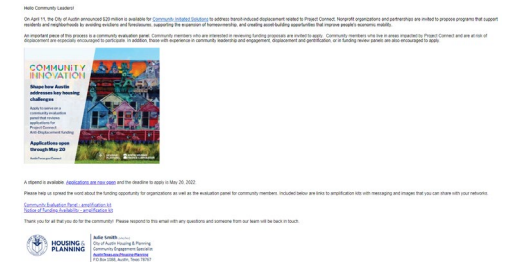 Hello Community Leaders!
On April 11, the City of Austin announced $20 million is available for Community Initiated Solutions to address transit-induced displacement related to Project Connect. Nonprofit organizations and partnerships are invited to propose programs that support
residents and neighborhoods by avoiding evictions and foreclosures, supporting the expansion of homeownership, and creating asset-building opportunities that improve people's economic mobility.
An important piece of this process is a community evaluation panel. Community members who are interested in reviewing funding proposals are invited to apply. Community members who live in areas impacted by Project Connect and are at risk of
displacement are especially encouraged to participate. In addition, those with experience in community leadership and engagement, displacement and gentrification, or in funding review panels are also encouraged to apply.
COMMUNITY
INNOVATION
Shape how Austin
addresses key housing
challenges
Apply to serve on a
community evaluation
panel that reviews
applications for
Project Connect
Anti-Displacement funding
Applications open
through May 20
A stipend is available. Applications are now open and the deadline to apply is May 20, 2022.
Please help us spread the word about the funding opportunity for organizations as well as the evaluation panel for community members. Included below are links to amplification kits with messaging and images that you can share with your networks.
Community Evaluation Panel - amplification kit
Notice of Funding Availability – amplification kit
Thank you for all that you do for the community! Please respond to this email with any questions and someone from our team will be back in touch.
HOUSING &
PLANNING
Julie Smith
City of Austin Housing & Planning
Community Engagement Specialist
AustinTexas.gov/Housing-Planning
P.O Box 1088, Austin, Texas 78767